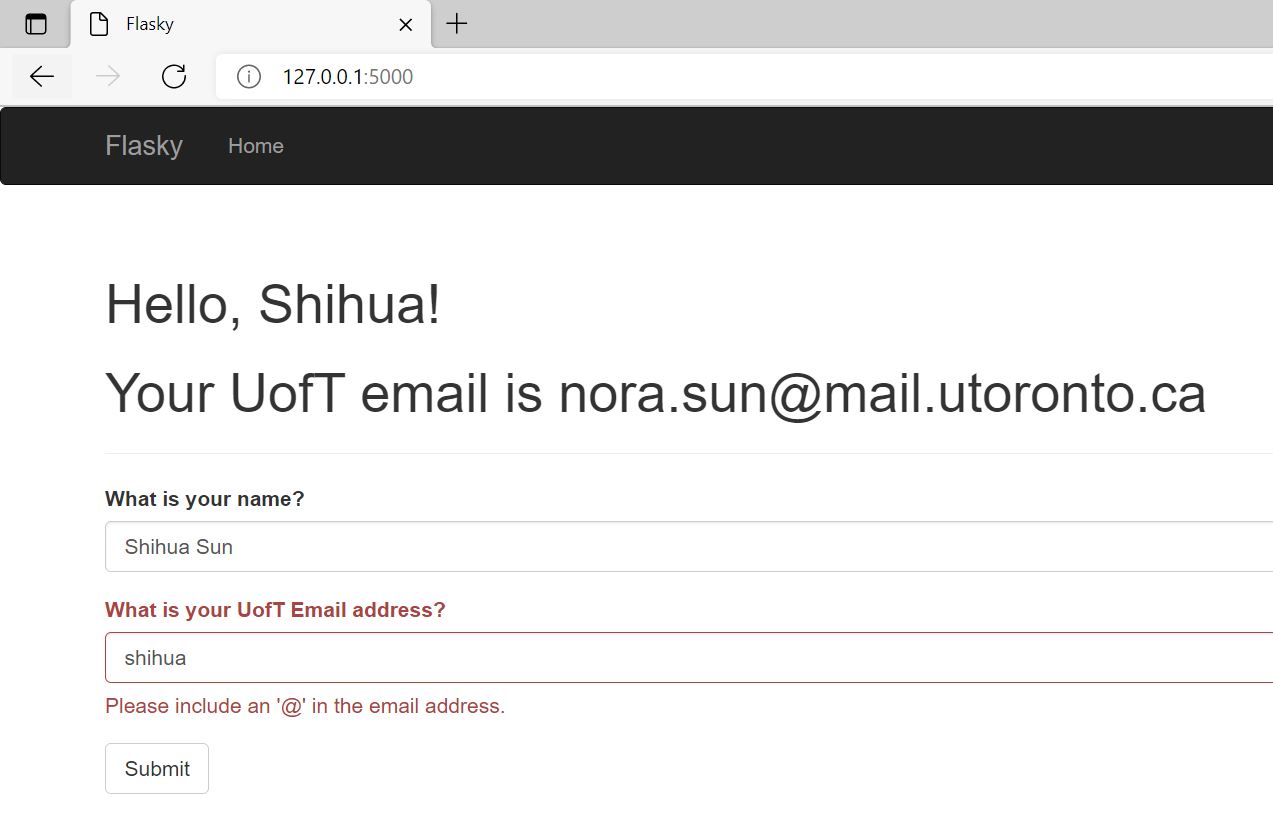 Flasky
127.0.0.1:5000
Flasky Home
Hello, Shihua!
Your UofT email is nora.sun@mail.utoronto.ca
What is your name?
Shihua Sun
What is your UofT Email address?
shihua
Please include an '@' in the email address.
Submit